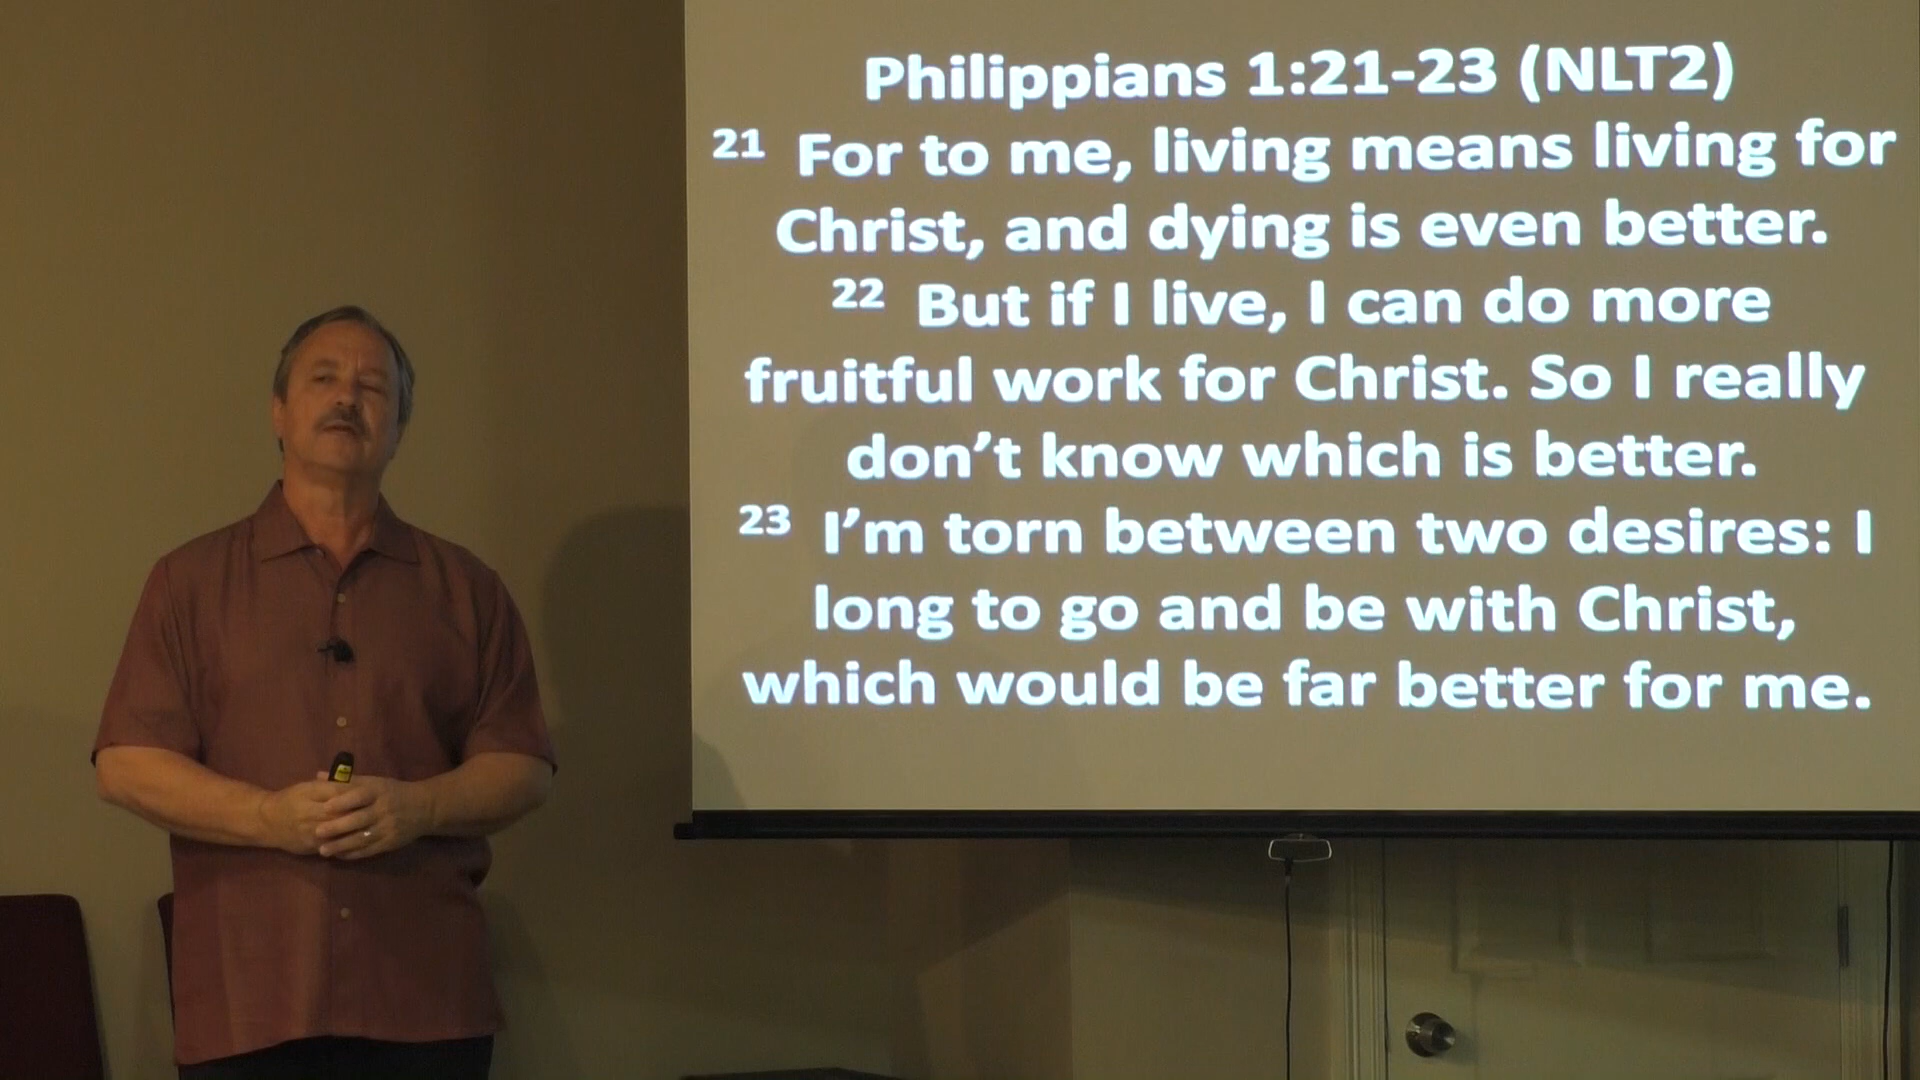 Philippians 1:21-23 (NLT2)
21 For to me, living means living for
Christ, and dying is even better.
22 But if I live, I can do more
fruitful work for Christ. So I really
don’t know which is better.
23 I’m torn between two desires: I
long to go and be with Christ,
which would be far better for me.